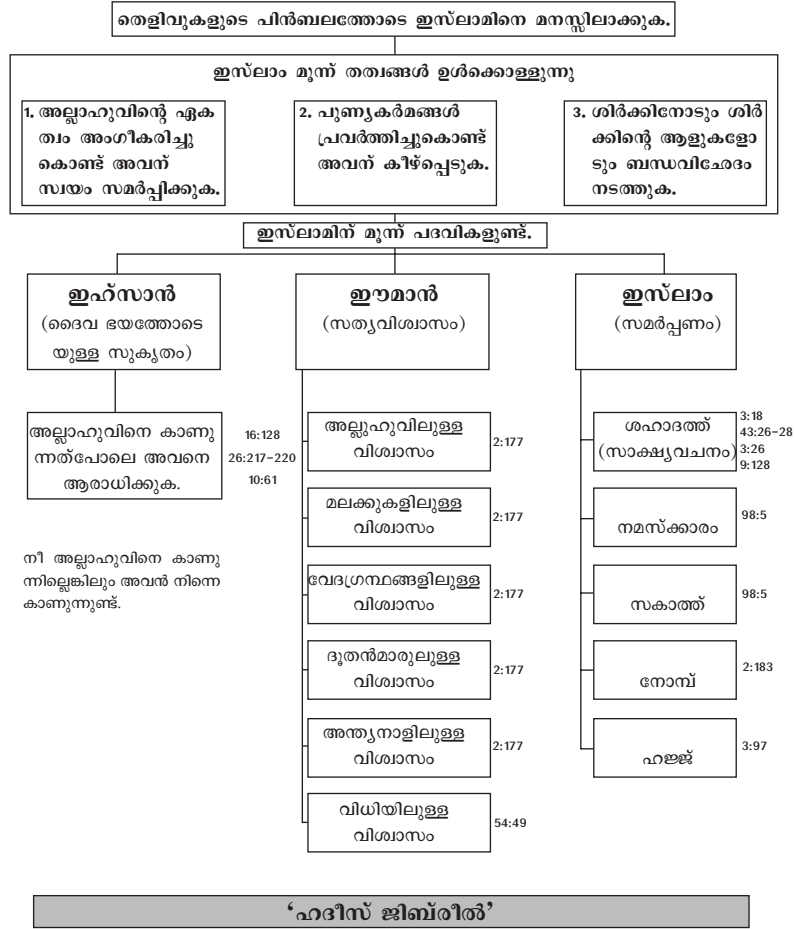 തെളിവുകളുടെ പിൻബലത്തോടെ ഇസ്‌ലാമിനെ മനസ്സിലാക്കുക.
ഇസ്‌ലാം മൂന്ന് തത്വങ്ങൾ ഉൾക്കൊള്ളുന്നു
1. അല്ലാഹുവിന്റെ ഏക
ത്വം അംഗീകരിച്ചു
കൊണ്ട് അവന്
സ്വയം സമർപ്പിക്കുക.
2. പുണ്യകർമങ്ങൾ
പ്രവർത്തിച്ചുകൊണ്ട്
അവന് കീഴ്‌പ്പെടുക.
3. ശിർക്കിനോടും ശിർ
ക്കിന്റെ ആളുകളോ
ടും ബന്ധവിഛേദം
നടത്തുക.
ഇസ്‌ലാമിന് മൂന്ന് പദവികളുണ്ട്.
ഇഹ്‌സാൻ
(ദൈവ ഭയത്തോടെ
യുള്ള സുകൃതം)
അല്ലാഹുവിനെ കാണു
ന്നത്പോലെ അവനെ
ആരാധിക്കുക.
16:128
26:217-220
10:61
നീ അല്ലാഹുവിനെ കാണു
ന്നില്ലെങ്കിലും അവൻ നിന്നെ
കാണുന്നുണ്ട്.
ഈമാൻ
(സത്യവിശ്വാസം)
അല്ലുഹുവിലുള്ള
വിശ്വാസം
2:177
മലക്കുകളിലുള്ള
വിശ്വാസം
2:177
വേദഗ്രന്ഥങ്ങളിലുള്ള
വിശ്വാസം
2:177
ദൂതൻമാരുലുള്ള
വിശ്വാസം
2:177
അന്ത്യനാളിലുള്ള
വിശ്വാസം
2:177
വിധിയിലുള്ള
വിശ്വാസം
54:49
ഇസ്‌ലാം
(സമർപ്പണം)
ശഹാദത്ത്
(സാക്ഷ്യവചനം)
3:18
43:26-28
3:26
9:128
നമസ്ക്കാരം
98:5
സകാത്ത്
98:5
നോമ്പ്
2:183
ഹജ്ജ്
3:97
‘ഹദീസ് ജിബ്‌രീൽ’